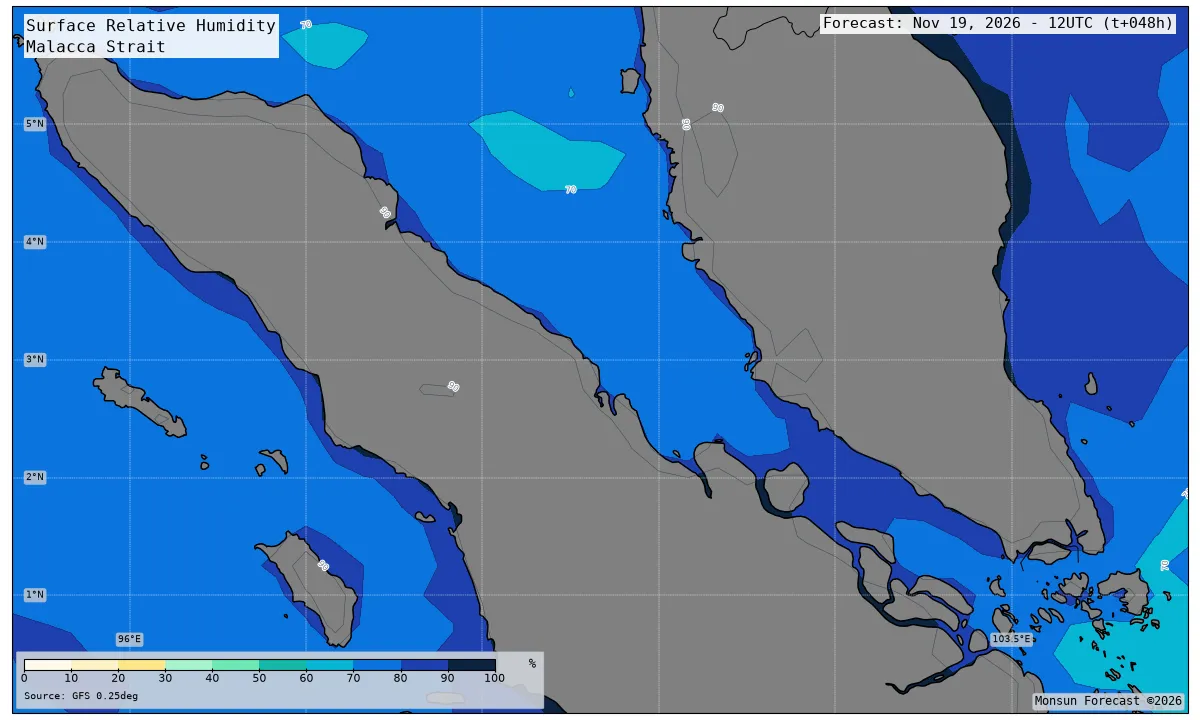 Surface Relative Humidity
Malacca Strait
Forecast: Nov 19, 2026 - 12UTC (t+048h)
70
90
90
5°N
70
90
4°N
3°N
90
2°N
70
90
1°N
96°E
103.5°E
%
0 10 20 30 40 50 60 70 80 90 100
Source: GFS 0.25deg
Monsun Forecast ©2026